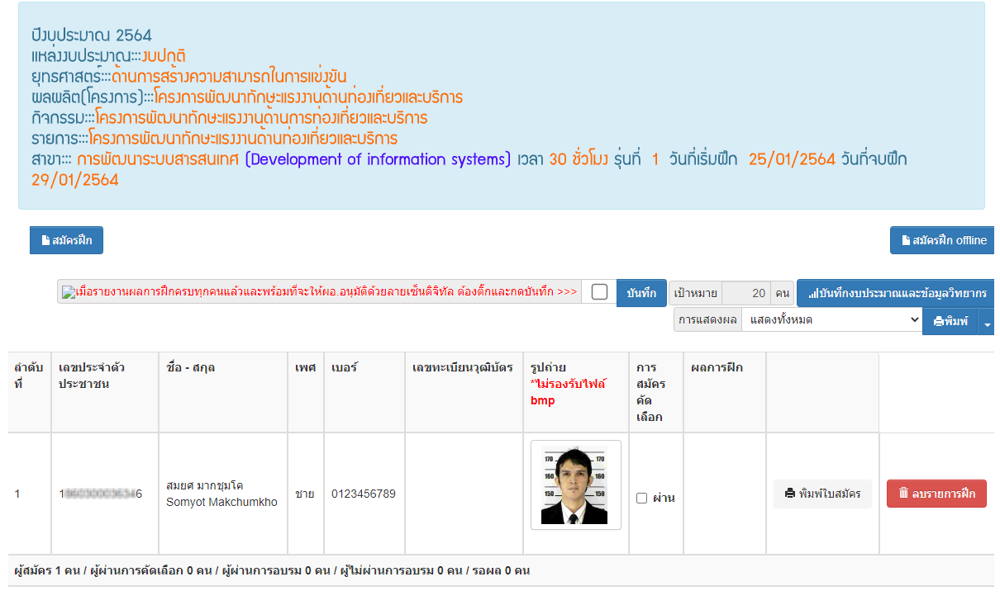 ปีงบประมาณ 2564
แหล่งงบประมาณ:::งบปกติ
ยุทธศาสตร์:::ด้านการสร้างความสามารถในการแข่งขัน
ผลผลิต(โครงการ):::โครงการพัฒนาทักษะแรงงานด้านท่องเที่ยวและบริการ
กิจกรรม:::โครงการพัฒนาทักษะแรงงานด้านการท่องเที่ยวและบริการ
รายการ:::โครงการพัฒนาทักษะแรงงานด้านท่องเที่ยวและบริการ
สาขา::: การพัฒนาระบบสารสนเทศ (Development of information systems) เวลา 30 ชั่วโมง รุ่นที่ 1 วันที่เริ่มฝึก 25/01/2564 วันที่จบฝึก
29/01/2564
สมัครฝึก
สมัครฝึก offline
เมื่อรายงานผลการฝึกครบทุกคนแล้วและพร้อมที่จะให้ผอ.อนุมัติด้วยลายเซ็นดิจิทัล ต้องติ๊กและกดบันทึก >>>
บันทึก
เป้าหมาย 20 คน
บันทึกงบประมาณและข้อมูลวิทยากร
การแสดงผล แสดงทั้งหมด
พิมพ์
ลำดับ
ที่
เลขประจำตัว
ประชาชน
ชื่อ - สกุล
เพศ
เบอร์
เลขทะเบียนวุฒิบัตร
รูปถ่าย
*ไม่รองรับไฟล์
bmp
การ
สมัคร
คัด
เลือก
ผลการฝึก
1
สมยศ มากชุมโค
Somyot Makchumkho
ชาย
0123456789
170 170
160 160
150 150
ผ่าน
พิมพ์ใบสมัคร
ลบรายการฝึก
ผู้สมัคร 1 คน / ผู้ผ่านการคัดเลือก 0 คน / ผู้ผ่านการอบรม 0 คน / ผู้ไม่ผ่านการอบรม 0 คน / รอผล 0 คน